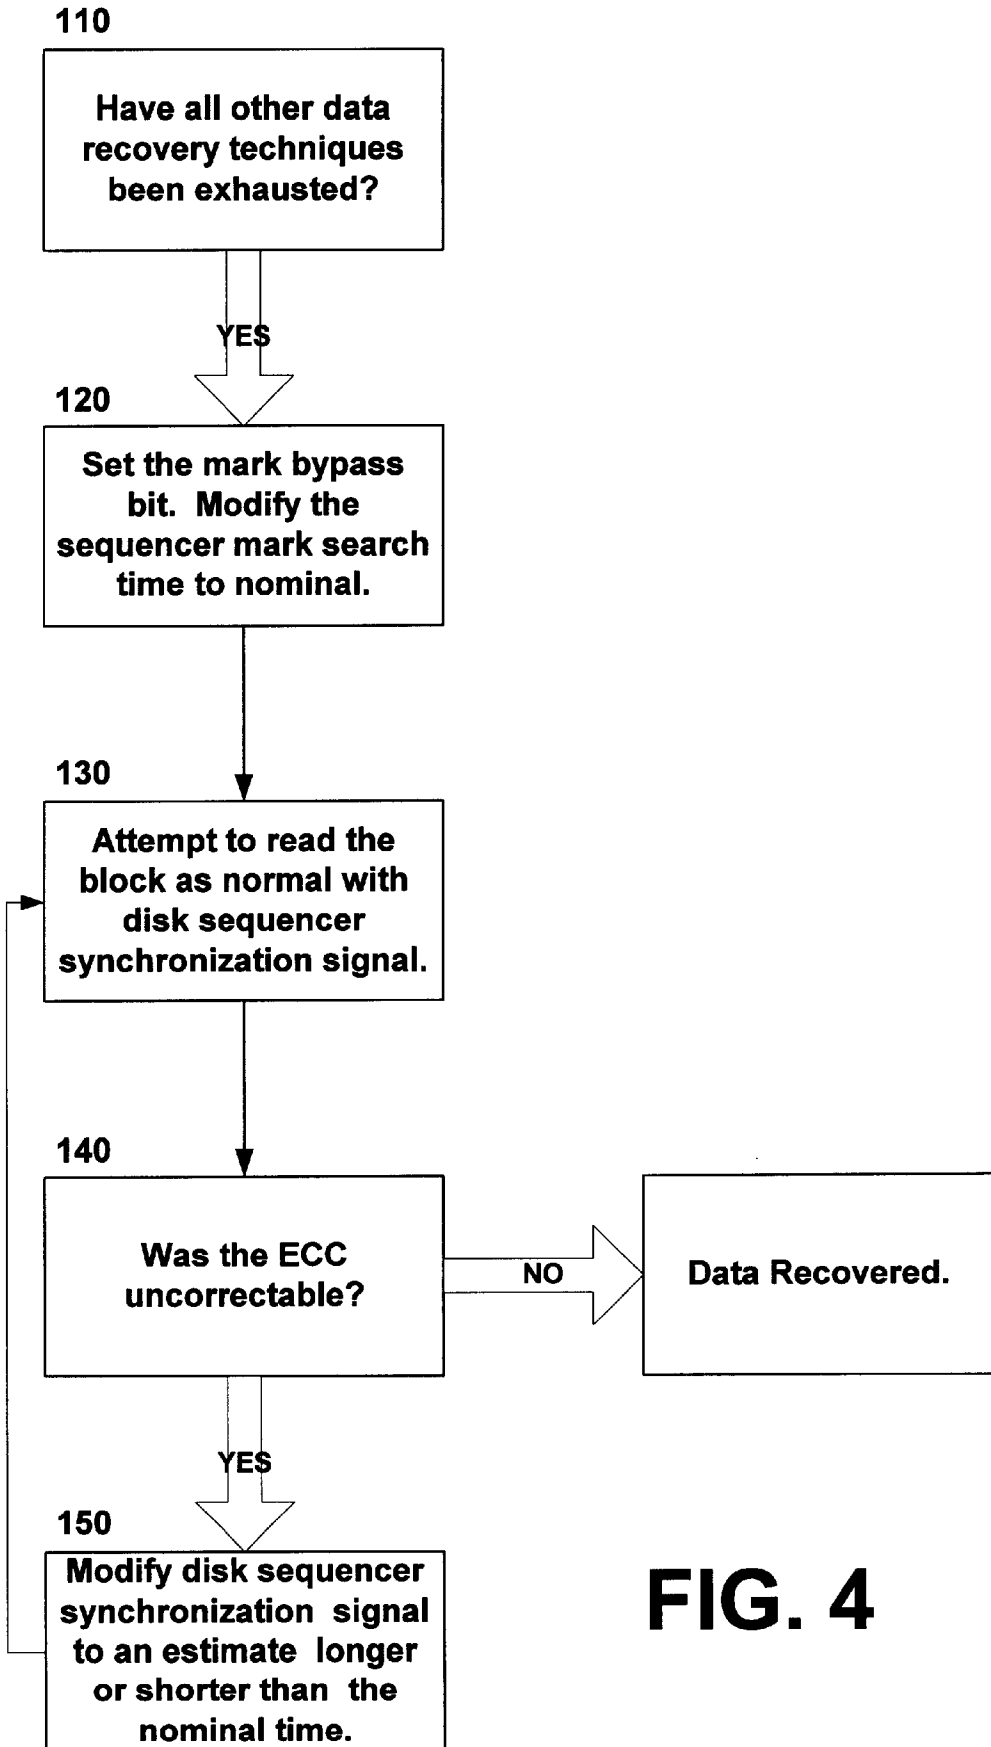 110
Have all other data
recovery techniques
been exhausted?
YES
120
Set the mark bypass
bit. Modify the
sequencer mark search
time to nominal.
130
Attempt to read the
block as normal with
disk sequencer
synchronization signal.
140
Was the ECC
uncorrectable?
NO
Data Recovered.
YES
150
Modify disk sequencer
synchronization signal
to an estimate longer
or shorter than the
nominal time.
FIG. 4